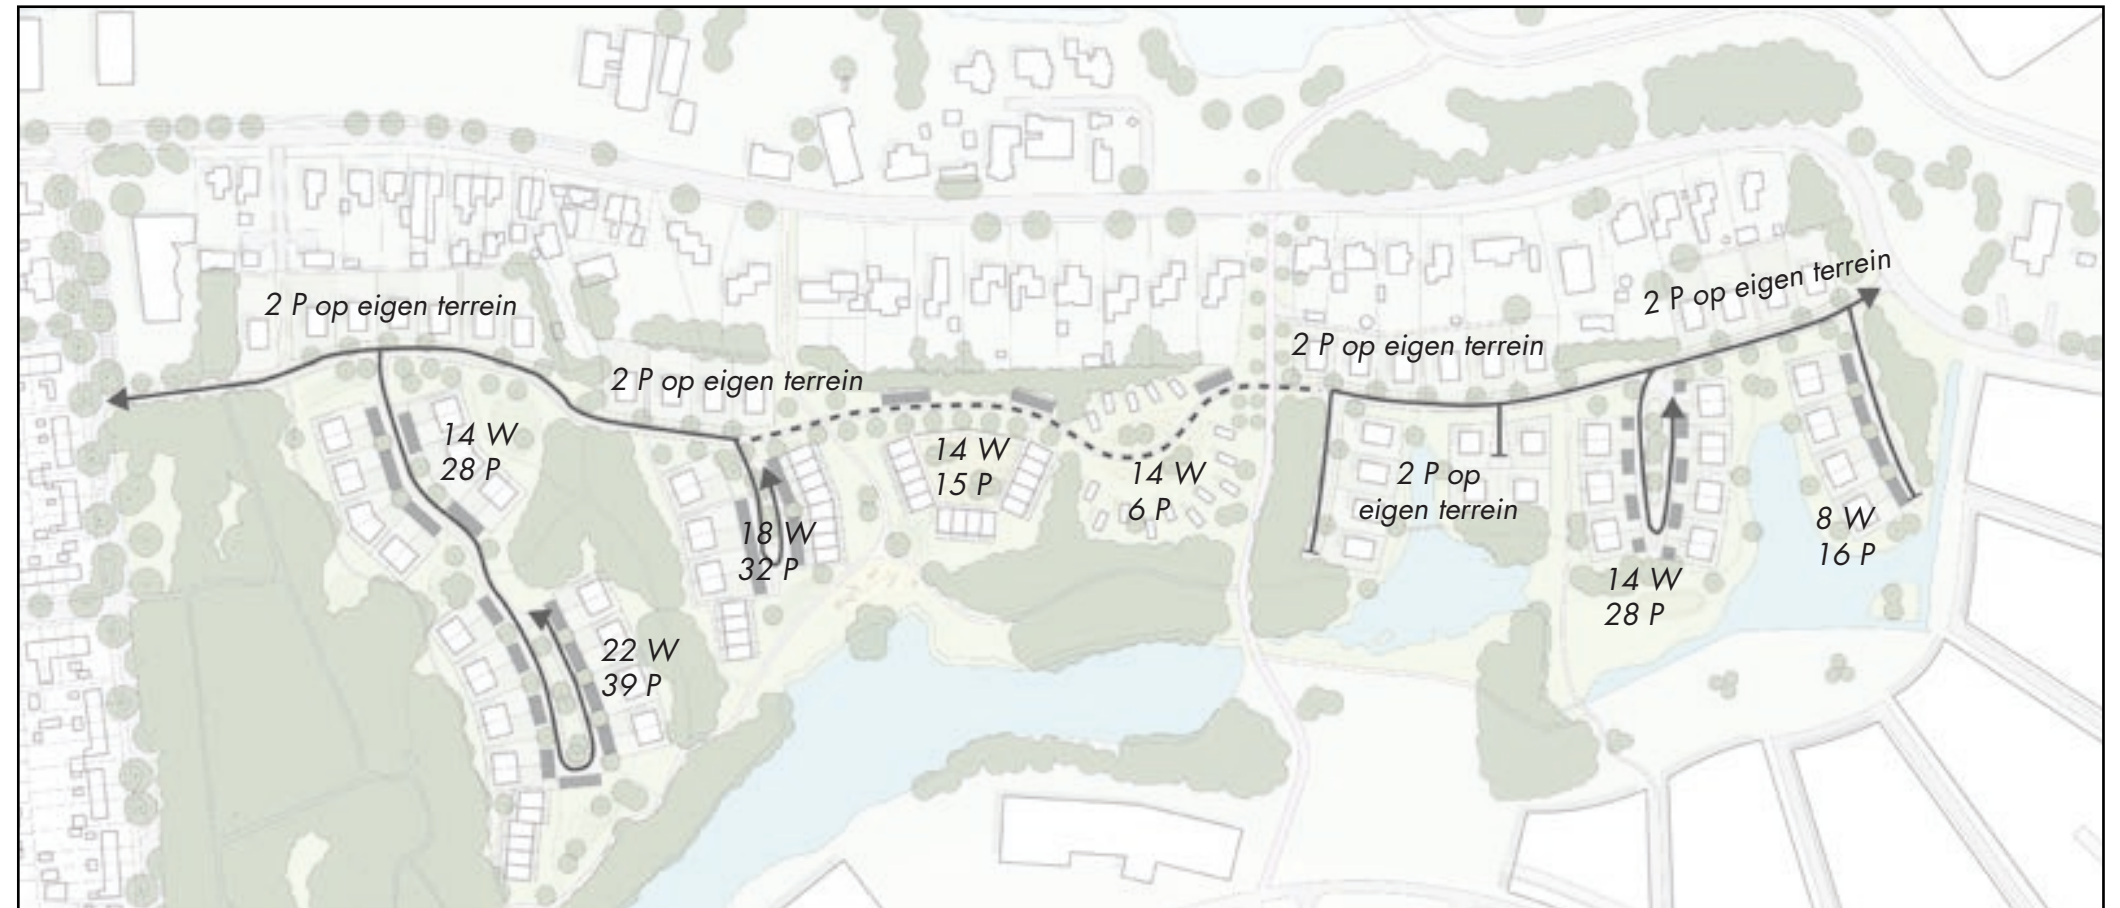 2 P op eigen terrein
2 P op eigen terrein
2 P op eigen terrein
2 P op eigen terrein
14 W
28 P
18 W
32 P
14 W
15 P
14 W
6 P
2 P op
eigen terrein
8 W
16 P
14 W
28 P
22 W
39 P